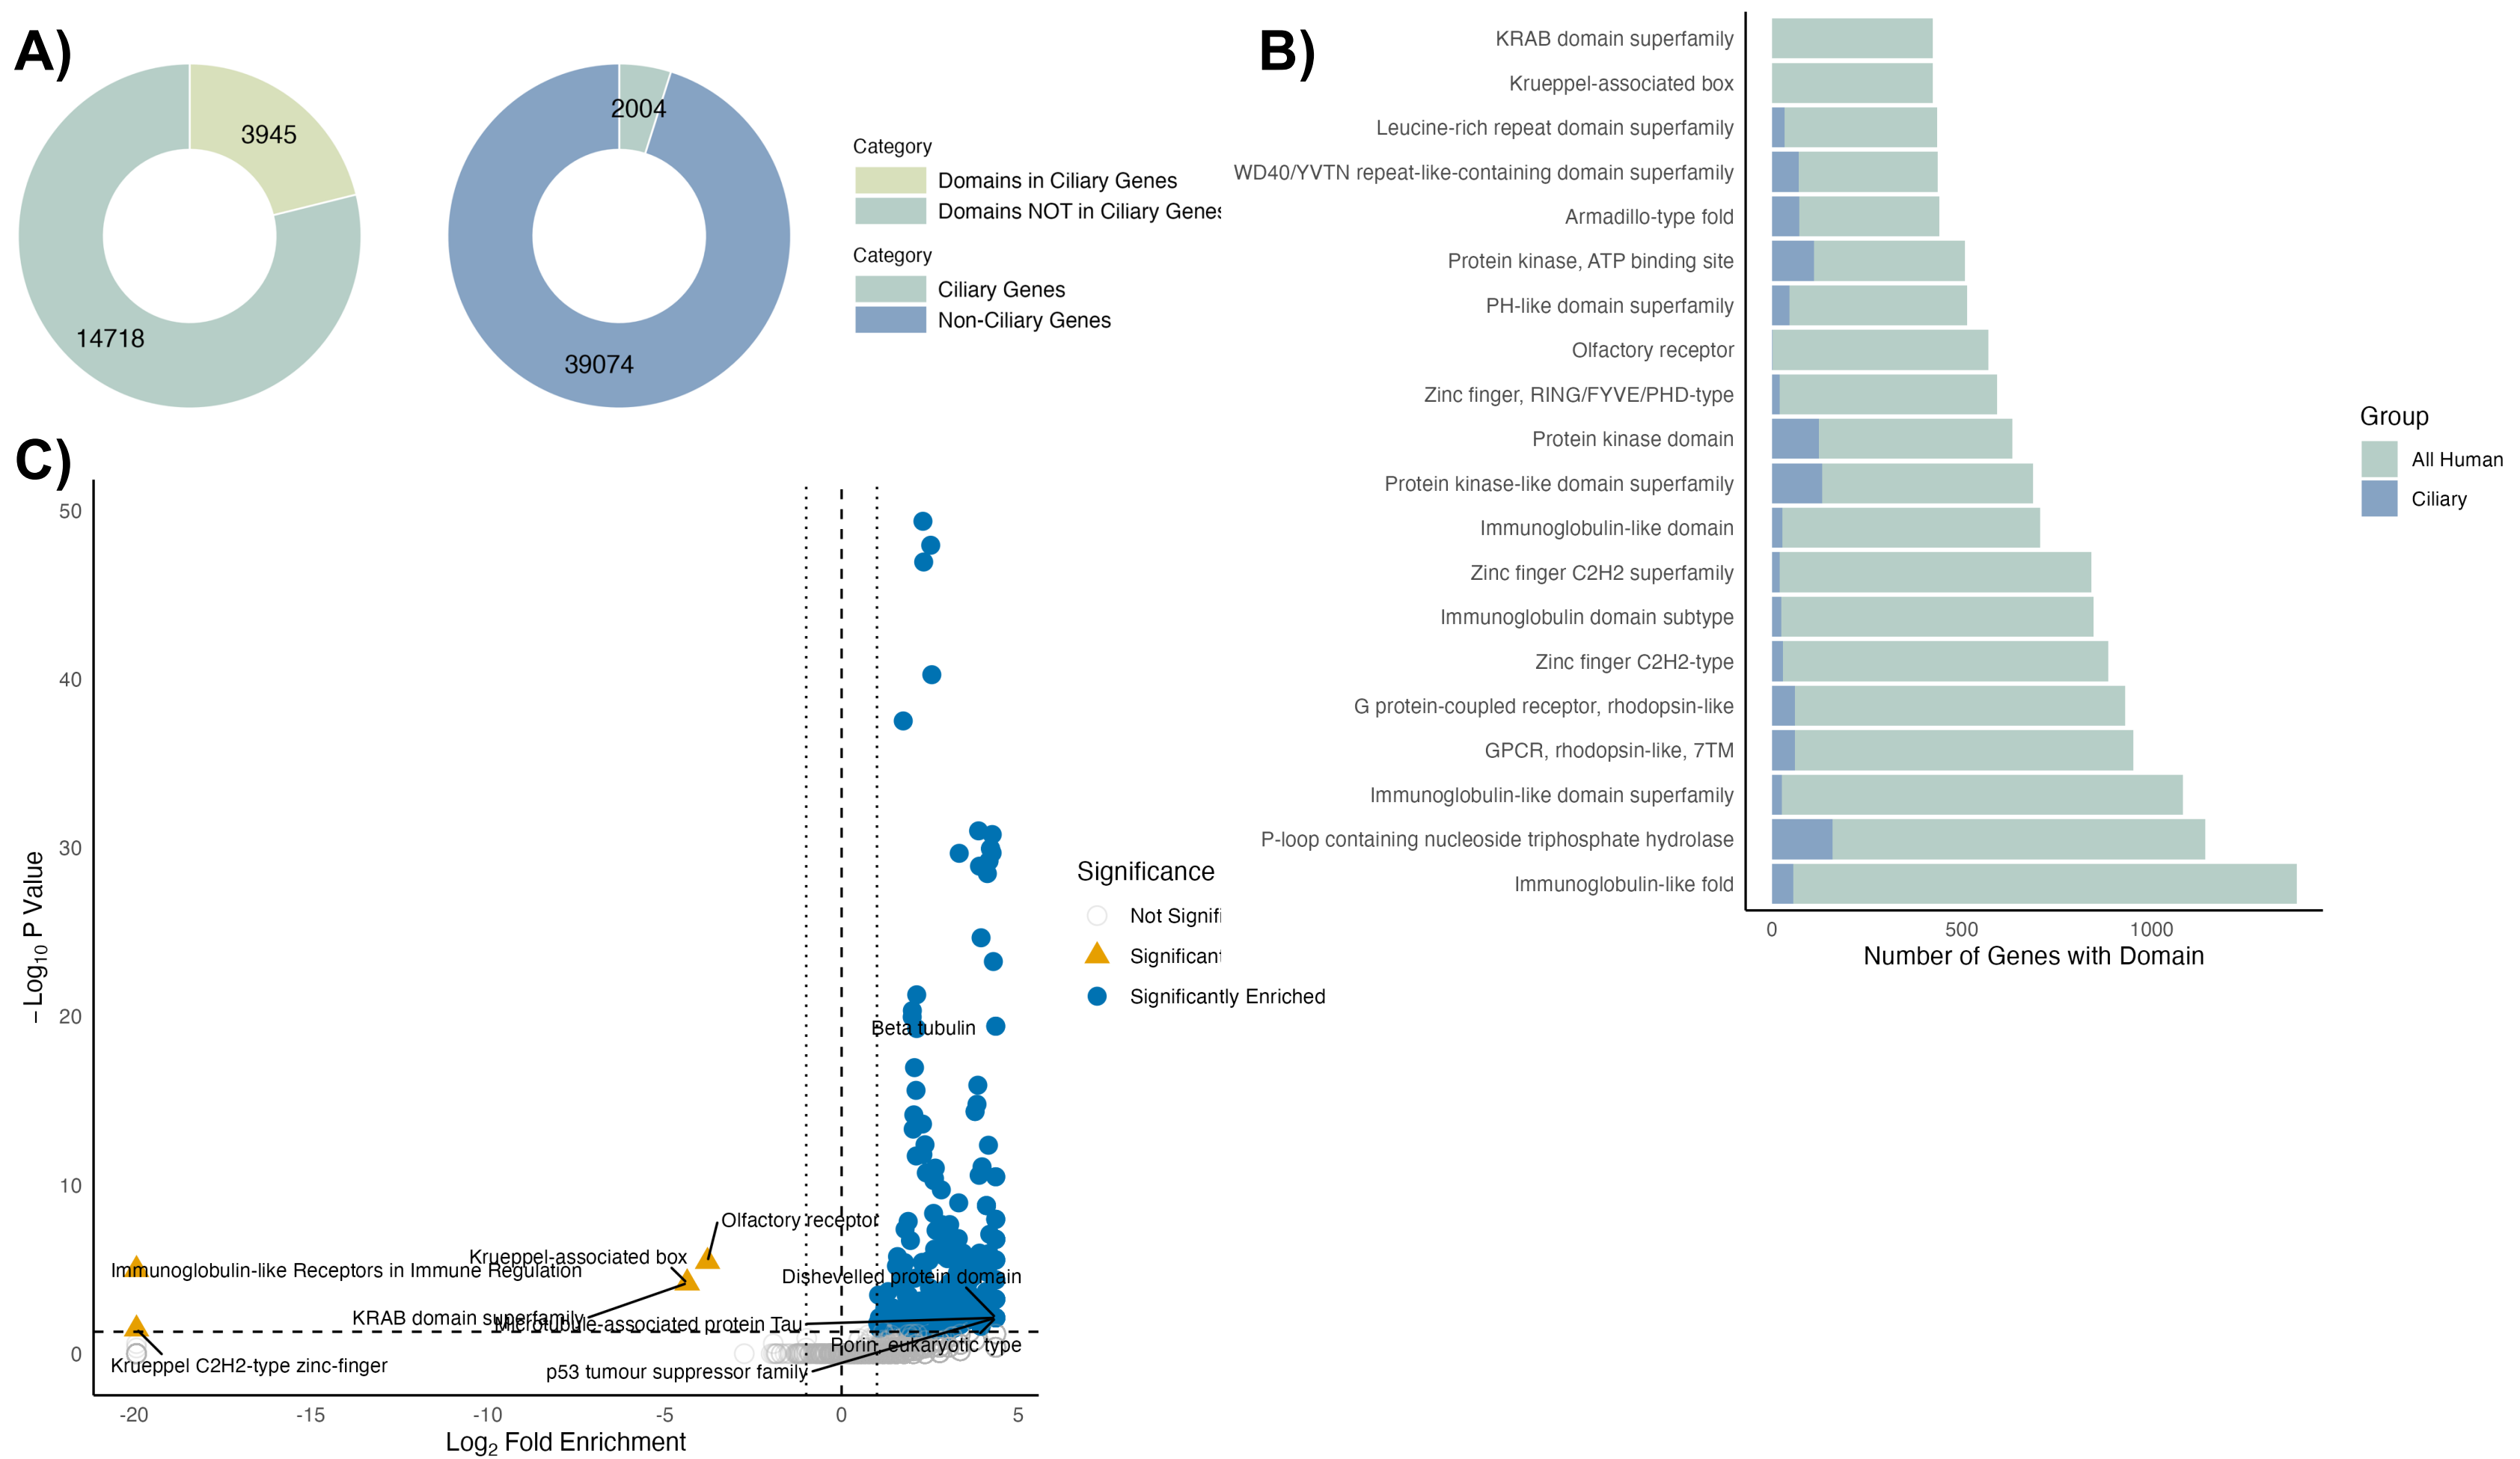 A)
3945
14718
2004
39074
Category
Domains in Ciliary Genes
Domains NOT in Ciliary Genes
Category
Ciliary Genes
Non-Ciliary Genes
B)
KRAB domain superfamily
Krueppel-associated box
Leucine-rich repeat domain superfamily
WD40/YVTN repeat-like-containing domain superfamily
Armadillo-type fold
Protein kinase, ATP binding site
PH-like domain superfamily
Olfactory receptor
Zinc finger, RING/FYVE/PHD-type
Protein kinase domain
Protein kinase-like domain superfamily
Immunoglobulin-like domain
Zinc finger C2H2 superfamily
Immunoglobulin domain subtype
Zinc finger C2H2-type
G protein-coupled receptor, rhodopsin-like
GPCR, rhodopsin-like, 7TM
Immunoglobulin-like domain superfamily
P-loop containing nucleoside triphosphate hydrolase
Immunoglobulin-like fold
0 500 1000
Number of Genes with Domain
Group
All Human
Ciliary
C)
50
40
30
20
10
0
−Log10 P Value
Beta tubulin
Olfactory receptor
Krueppel-associated box
Immunoglobulin-like Receptors in Immune Regulation
Dishevelled protein domain
KRAB domain superfamily
Microtubule-associated protein Tau
Porin, eukaryotic type
Krueppel C2H2-type zinc-finger
p53 tumour suppressor family
-20 -15 -10 -5 0 5
Log2 Fold Enrichment
Significance
Not Signifi
Significant
Significantly Enriched